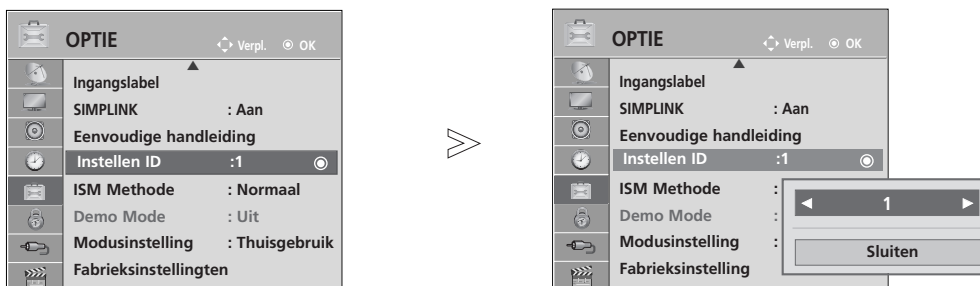 OPTIE
Verpl. OK
Ingangslabel
SIMPLINK : Aan
Eenvoudige handleiding
Instellen ID :1
ISM Methode : Normaal
Demo Mode : Uit
Modusinstelling : Thuisgebruik
Fabrieksinstellingten
OPTIE
Verpl. OK
Ingangslabel
SIMPLINK : Aan
Eenvoudige handleiding
Instellen ID :1
ISM Methode :
Demo Mode :
Modusinstelling :
Fabrieksinstelling
1
Sluiten